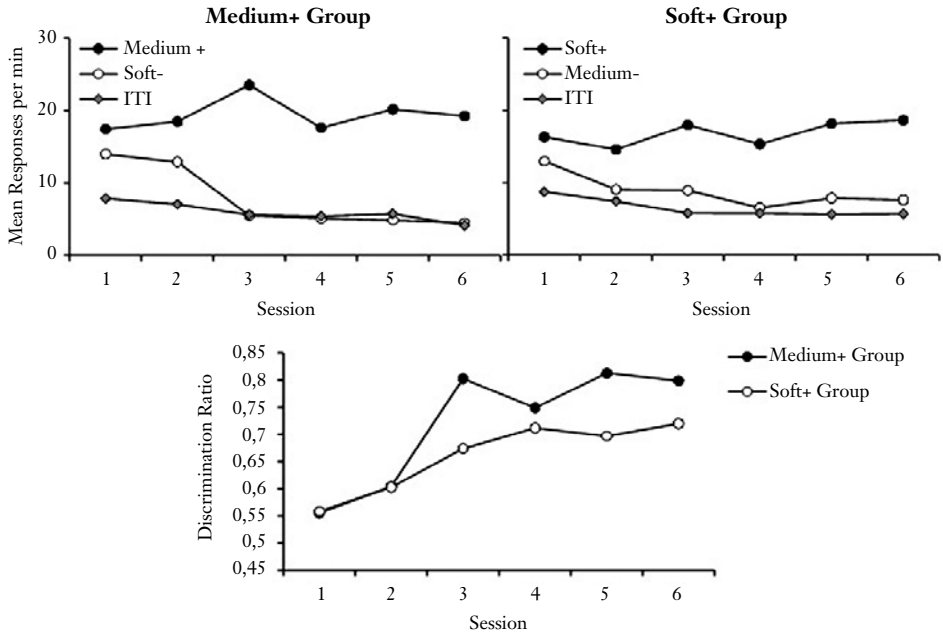 Medium+ Group
Soft+ Group
30
20
10
0
Mean Responses per min
Medium +
Soft-
ITI
Soft+
Medium-
ITI
1 2 3 4 5 6
Session
1 2 3 4 5 6
Session
0,85
0,8
0,75
0,7
0,65
0,6
0,55
0,5
0,45
Discrimination Ratio
Medium+ Group
Soft+ Group
1 2 3 4 5 6
Session